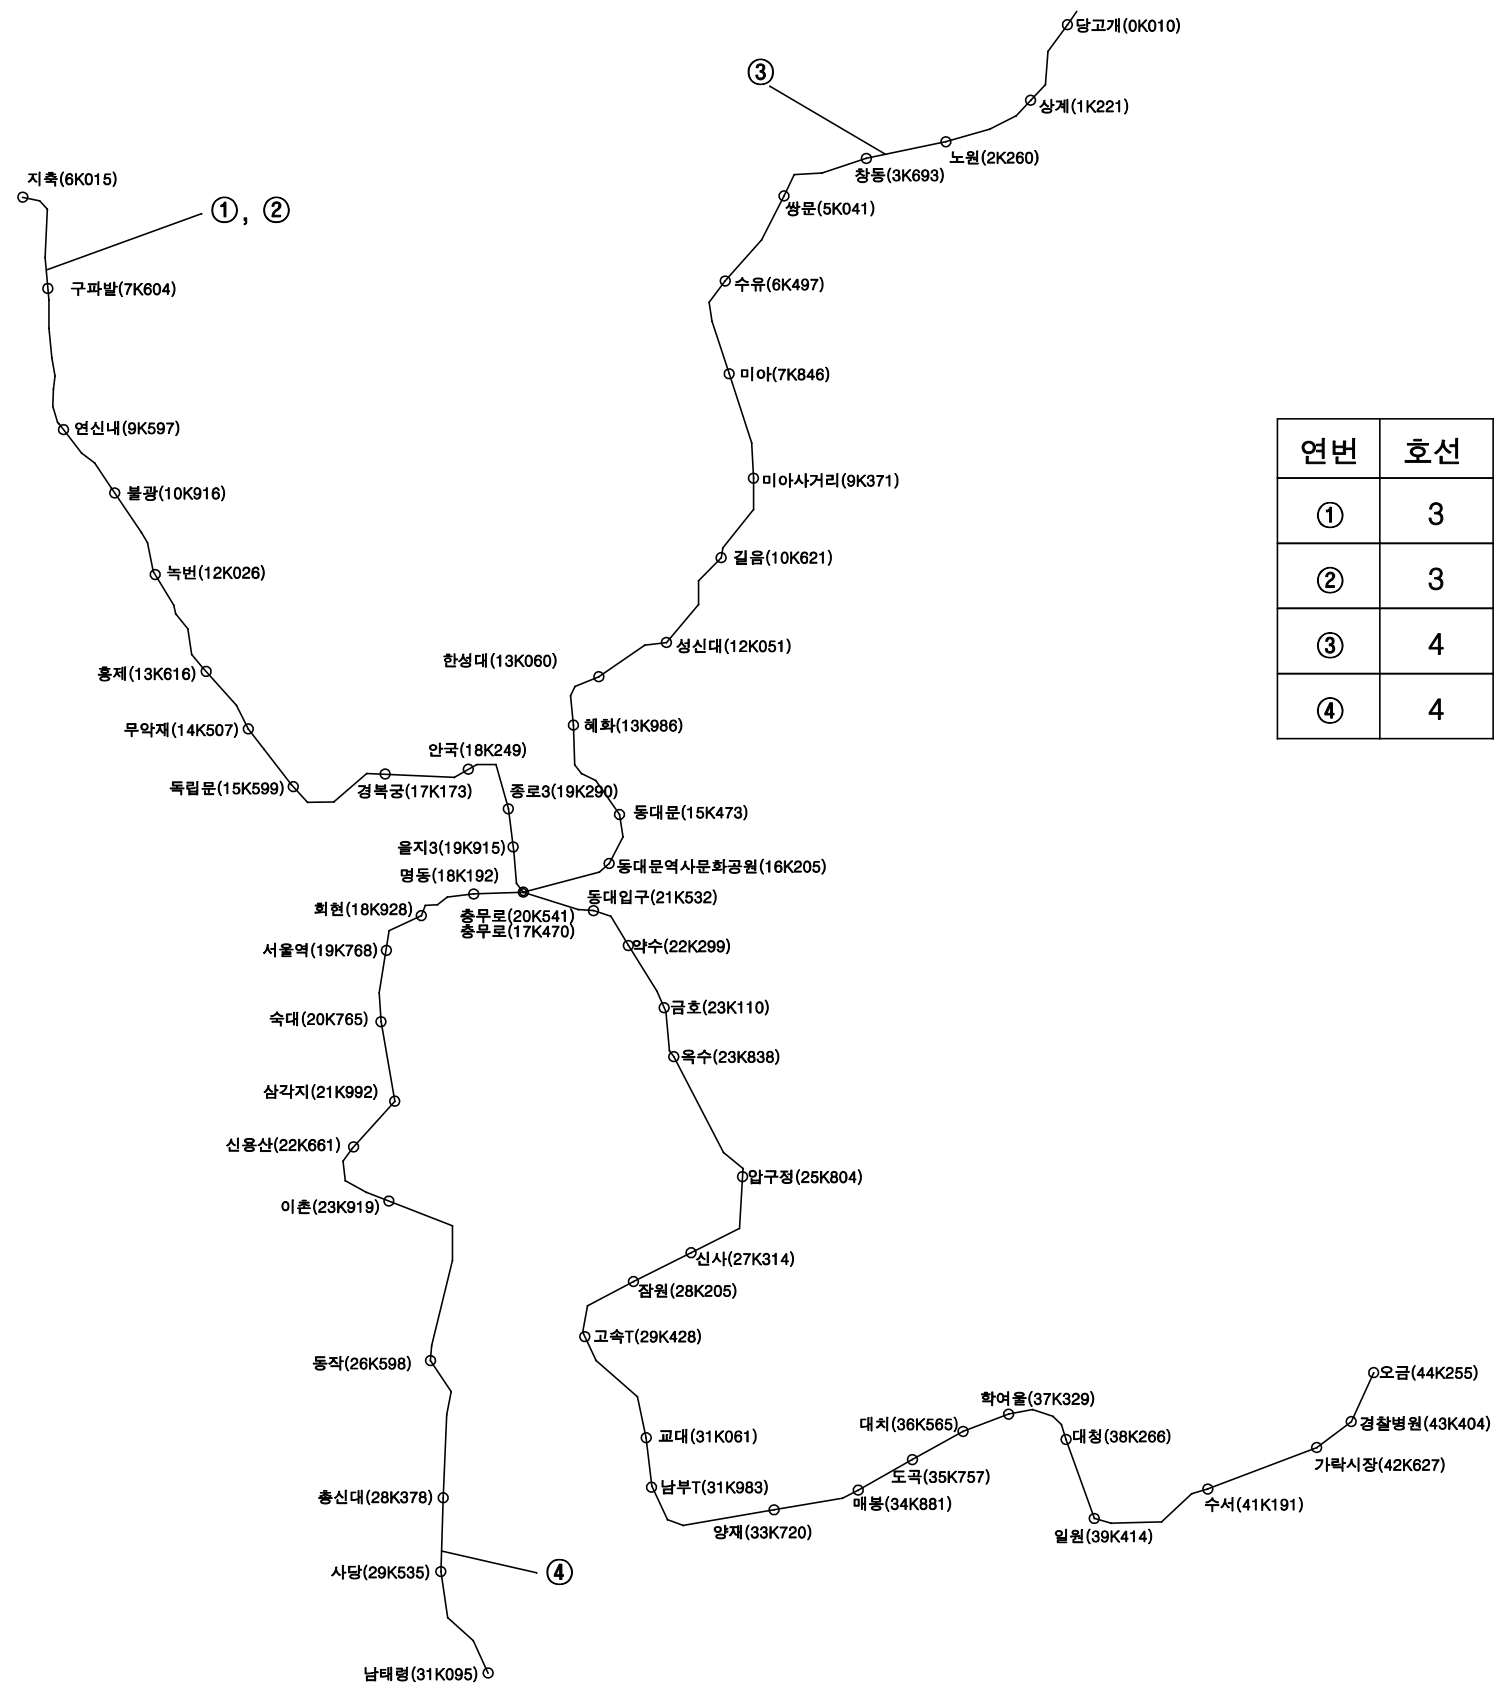 당고개(0K010)
③
상계(1K221)
노원(2K260)
창동(3K693)
지축(6K015)
①, ②
쌍문(5K041)
구파발(7K604)
수유(6K497)
미아(7K846)
연신내(9K597)
연번 호선
① 3
② 3
③ 4
④ 4
미아사거리(9K371)
불광(10K916)
길음(10K621)
녹번(12K026)
성신대(12K051)
한성대(13K060)
홍제(13K616)
혜화(13K986)
무악재(14K507)
안국(18K249)
독립문(15K599)
경복궁(17K173)
종로3(19K290)
동대문(15K473)
을지3(19K915)
동대문역사문화공원(16K205)
명동(18K192)
동대입구(21K532)
회현(18K928)
충무로(20K541)
충무로(17K470)
서울역(19K768)
약수(22K299)
금호(23K110)
숙대(20K765)
옥수(23K838)
삼각지(21K992)
신용산(22K661)
압구정(25K804)
이촌(23K919)
신사(27K314)
잠원(28K205)
고속T(29K428)
동작(26K598)
오금(44K255)
학여울(37K329)
대치(36K565)
경찰병원(43K404)
교대(31K061)
대청(38K266)
가락시장(42K627)
도곡(35K757)
남부T(31K983)
총신대(28K378)
매봉(34K881)
수서(41K191)
양재(33K720)
일원(39K414)
사당(29K535)
④
남태령(31K095)